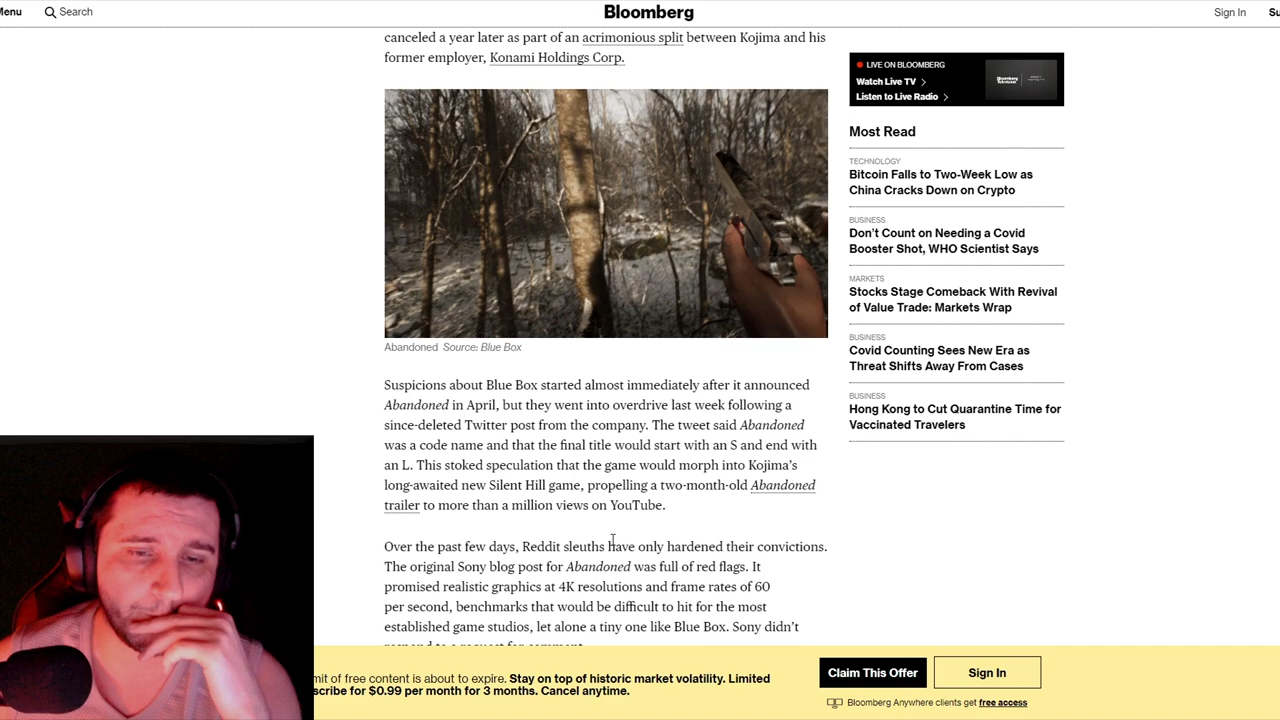 Menu
Search
Bloomberg
Sign In
canceled a year later as part of an acrimonious split between Kojima and his
former employer, Konami Holdings Corp.
Abandoned Source: Blue Box
Suspicions about Blue Box started almost immediately after it announced
Abandoned in April, but they went into overdrive last week following a
since-deleted Twitter post from the company. The tweet said Abandoned
was a code name and that the final title would start with an S and end with
an L. This stoked speculation that the game would morph into Kojima’s
long-awaited new Silent Hill game, propelling a two-month-old Abandoned
trailer to more than a million views on YouTube.
Over the past few days, Reddit sleuths have only hardened their convictions.
The original Sony blog post for Abandoned was full of red flags. It
promised realistic graphics at 4K resolutions and frame rates of 60
per second, benchmarks that would be difficult to hit for the most
established game studios, let alone a tiny one like Blue Box. Sony didn’t
LIVE ON BLOOMBERG
Watch Live TV
Listen to Live Radio
Most Read
TECHNOLOGY
Bitcoin Falls to Two-Week Low as
China Cracks Down on Crypto
BUSINESS
Don’t Count on Needing a Covid
Booster Shot, WHO Scientist Says
MARKETS
Stocks Stage Comeback With Revival
of Value Trade: Markets Wrap
BUSINESS
Covid Counting Sees New Era as
Threat Shifts Away From Cases
BUSINESS
Hong Kong to Cut Quarantine Time for
Vaccinated Travelers
mit of free content is about to expire. Stay on top of historic market volatility. Limited
scribe for $0.99 per month for 3 months. Cancel anytime.
Claim This Offer
Sign In
Bloomberg Anywhere clients get free access